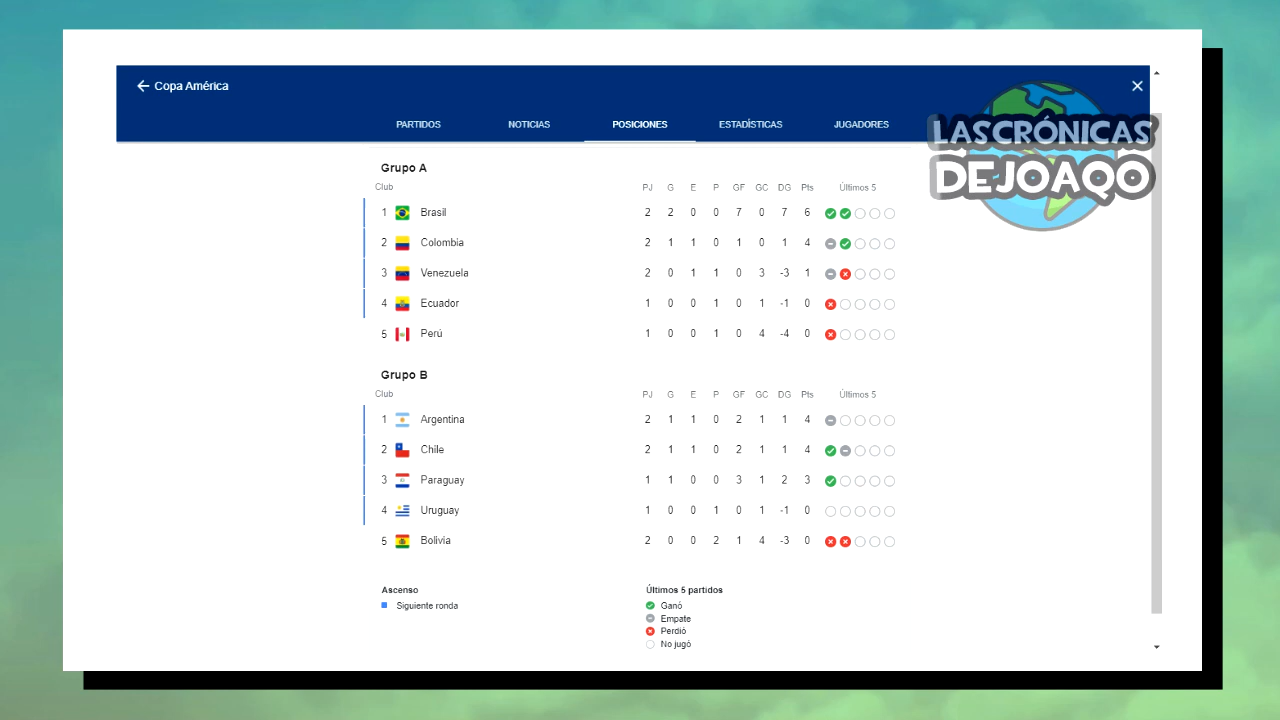 Copa América
PARTIDOS NOTICIAS POSICIONES ESTADÍSTICAS JUGADORES
LASCRÓNICAS
DEJOAQO
Grupo A
Club PJ G E P GF GC DG Pts Últimos 5
1 Brasil 2 2 0 0 7 0 7 6
2 Colombia 2 1 1 0 1 0 1 4
3 Venezuela 2 0 1 1 0 3 -3 1
4 Ecuador 1 0 0 1 0 1 -1 0
5 Perú 1 0 0 1 0 4 -4 0
Grupo B
Club PJ G E P GF GC DG Pts Últimos 5
1 Argentina 2 1 1 0 2 1 1 4
2 Chile 2 1 1 0 2 1 1 4
3 Paraguay 1 1 0 0 3 1 2 3
4 Uruguay 1 0 0 1 0 1 -1 0
5 Bolivia 2 0 0 2 1 4 -3 0
Ascenso
Siguiente ronda
Últimos 5 partidos
Ganó
Empate
Perdió
No jugó